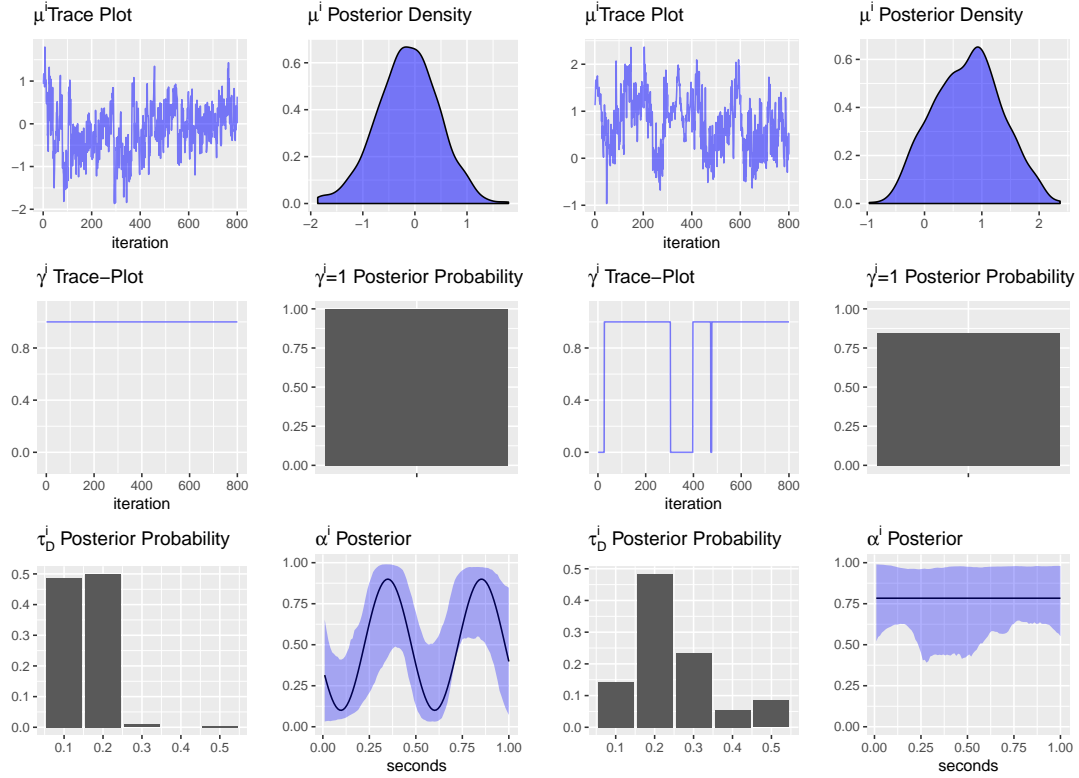 μⁱTrace Plot
μⁱ Posterior Density
μⁱTrace Plot
μⁱ Posterior Density
1
0
−1
−2
0 200 400 600 800
iteration
0.6
0.4
0.2
0.0
−2 −1 0 1
2
1
0
−1
0 200 400 600 800
iteration
0.6
0.4
0.2
0.0
−1 0 1 2
γⁱ Trace−Plot
γⁱ=1 Posterior Probability
γⁱ Trace−Plot
γⁱ=1 Posterior Probability
0.8
0.4
0.0
0 200 400 600 800
iteration
1.00
0.75
0.50
0.25
0.00
0.8
0.4
0.0
0 200 400 600 800
iteration
1.00
0.75
0.50
0.25
0.00
τ_Dⁱ Posterior Probability
αⁱ Posterior
τ_Dⁱ Posterior Probability
αⁱ Posterior
0.5
0.4
0.3
0.2
0.1
0.0
0.1 0.2 0.3 0.4 0.5
1.00
0.75
0.50
0.25
0.00
0.00 0.25 0.50 0.75 1.00
seconds
0.5
0.4
0.3
0.2
0.1
0.0
0.1 0.2 0.3 0.4 0.5
1.00
0.75
0.50
0.25
0.00
0.00 0.25 0.50 0.75 1.00
seconds